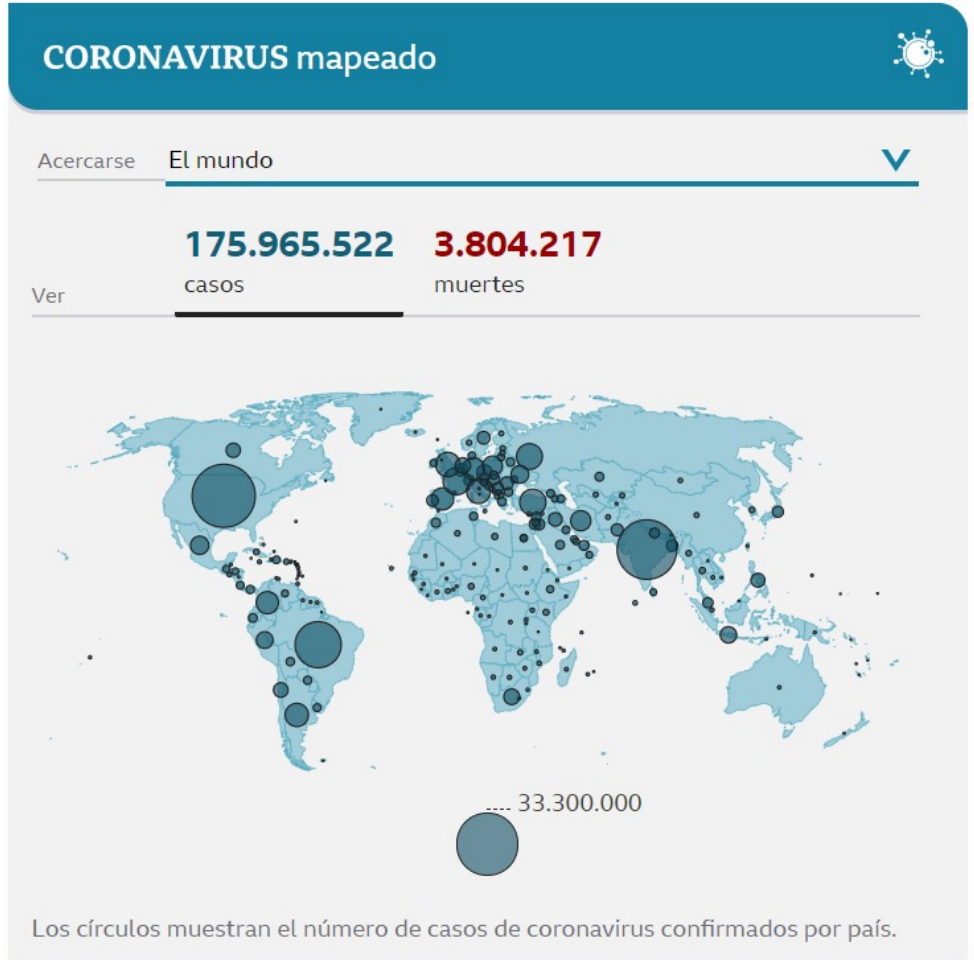 CORONAVIRUS mapeado
Acercarse El mundo
175.965.522 3.804.217
casos muertes
Ver
33.300.000
Los círculos muestran el número de casos de coronavirus confirmados por país.